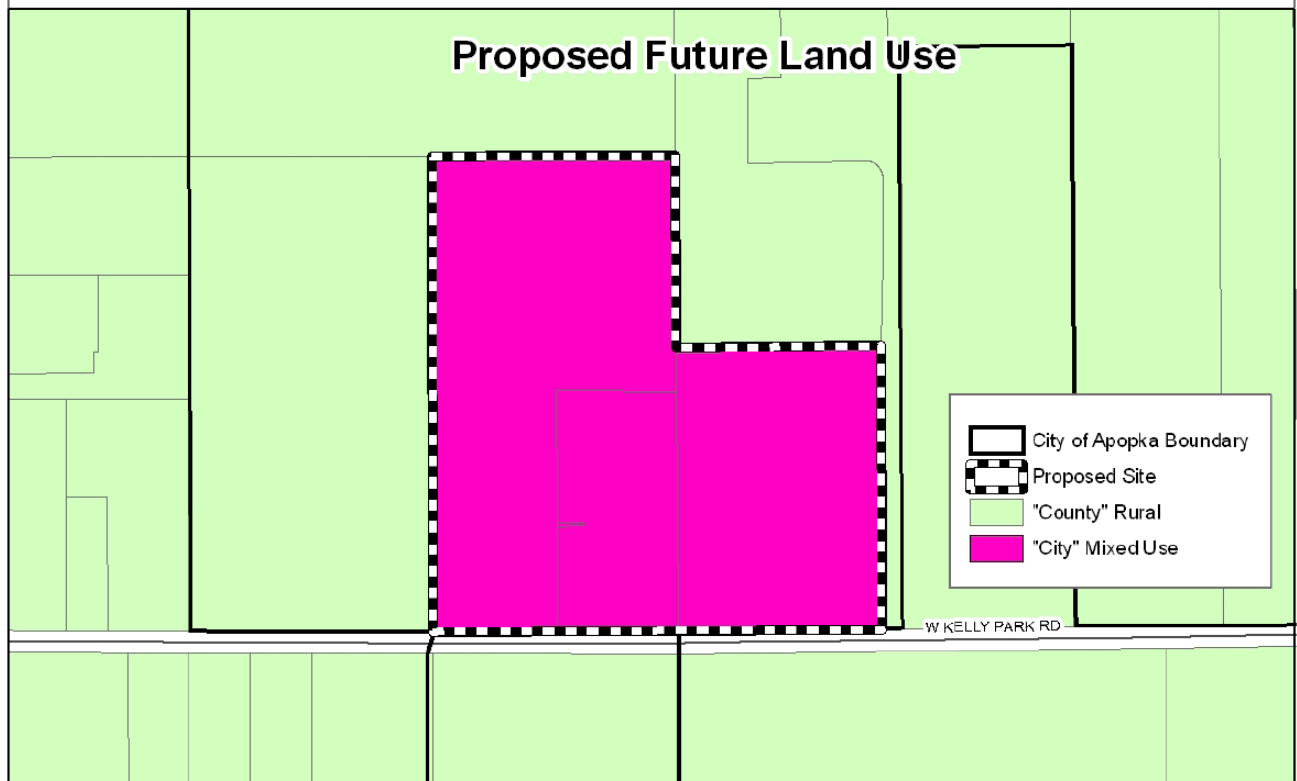 Proposed Future Land Use
City of Apopka Boundary
Proposed Site
"County" Rural
"City" Mixed Use
W KELLY PARK RD